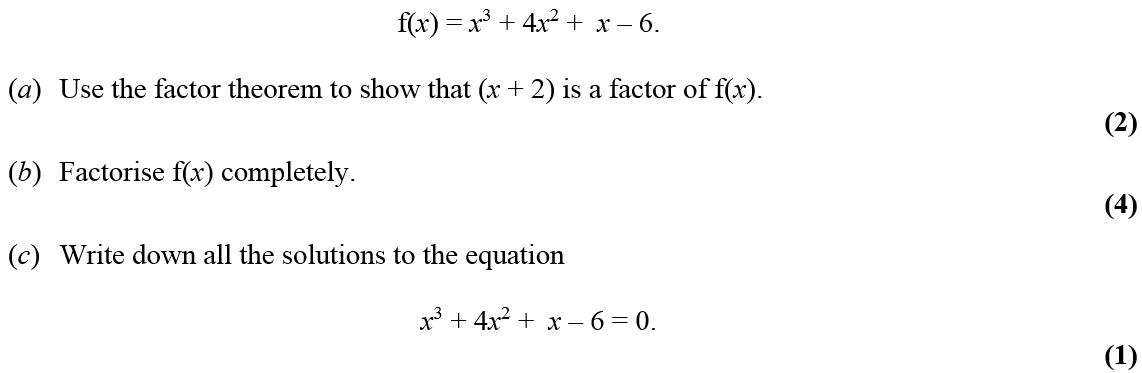 f(x) = x³ + 4x² + x – 6.
(a) Use the factor theorem to show that (x + 2) is a factor of f(x).
(2)
(b) Factorise f(x) completely.
(4)
(c) Write down all the solutions to the equation
x³ + 4x² + x – 6 = 0.
(1)